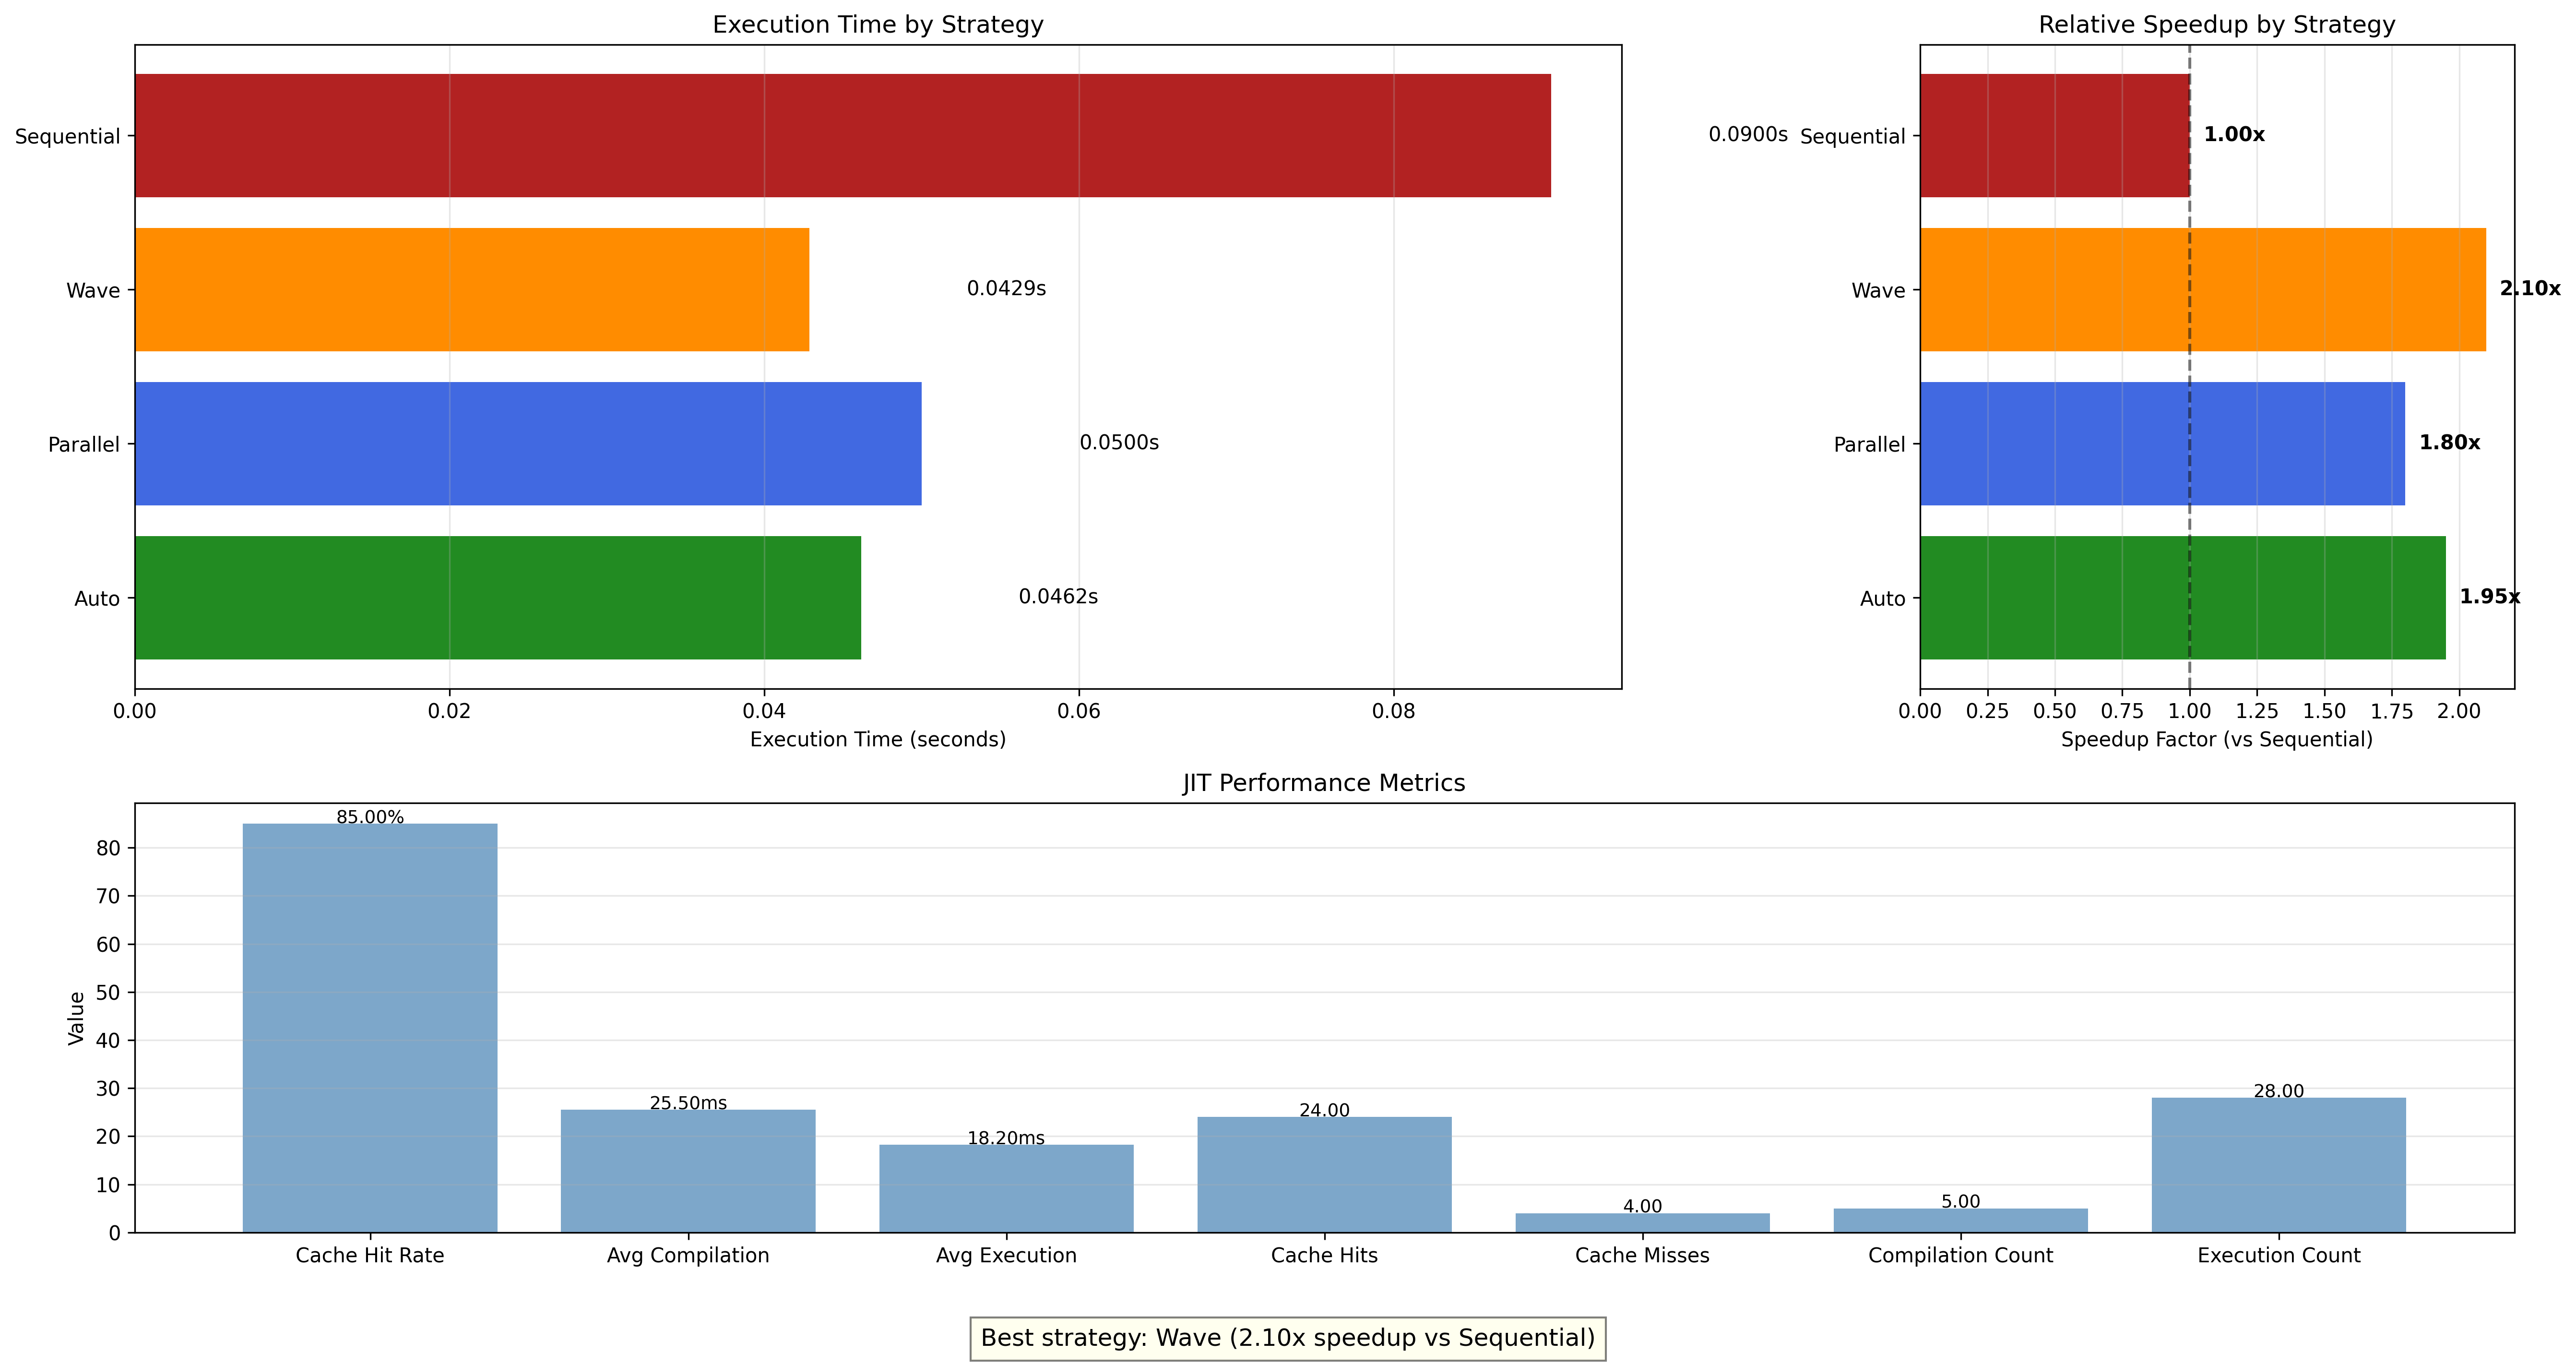 Execution Time by Strategy
Sequential
0.0900s
Wave
0.0429s
Parallel
0.0500s
Auto
0.0462s
0.00 0.02 0.04 0.06 0.08
Execution Time (seconds)
Relative Speedup by Strategy
Sequential
1.00x
Wave
2.10x
Parallel
1.80x
Auto
1.95x
0.00 0.25 0.50 0.75 1.00 1.25 1.50 1.75 2.00
Speedup Factor (vs Sequential)
JIT Performance Metrics
Value
80
70
60
50
40
30
20
10
0
85.00%
25.50ms
18.20ms
24.00
4.00
5.00
28.00
Cache Hit Rate Avg Compilation Avg Execution Cache Hits Cache Misses Compilation Count Execution Count
Best strategy: Wave (2.10x speedup vs Sequential)